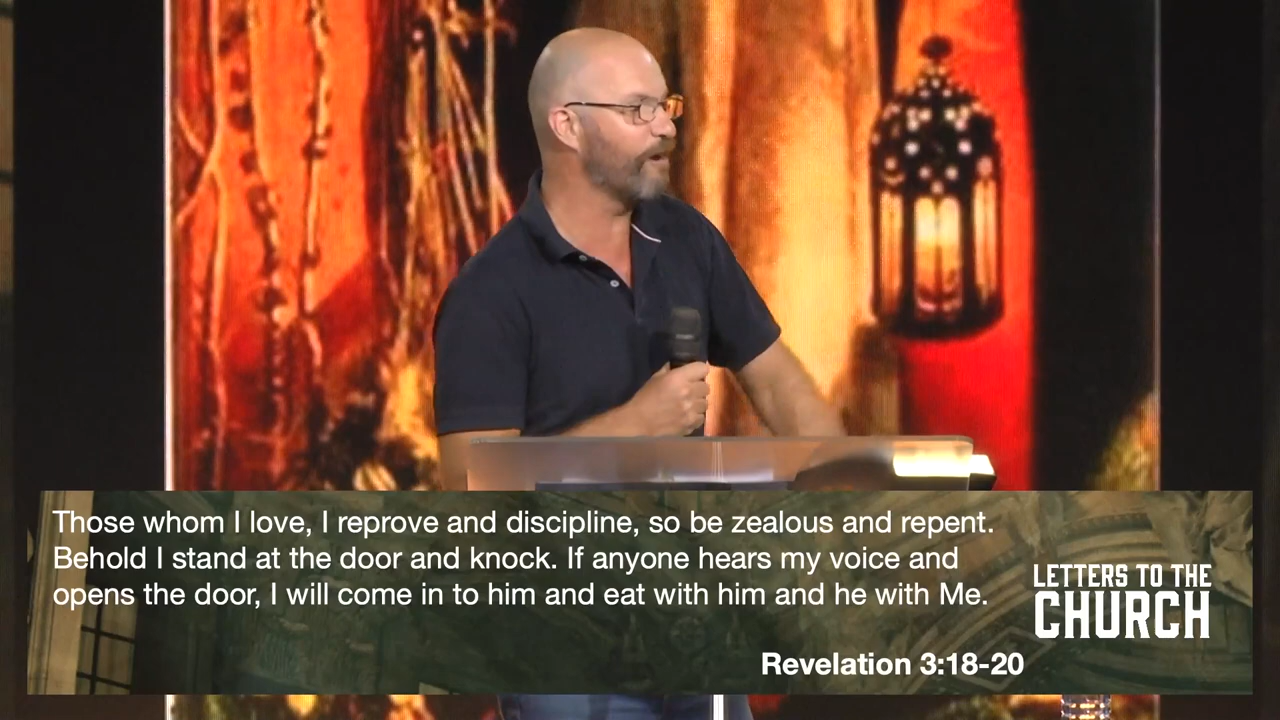 Those whom I love, I reprove and discipline, so be zealous and repent.
Behold I stand at the door and knock. If anyone hears my voice and
opens the door, I will come in to him and eat with him and he with Me.
Revelation 3:18-20
LETTERS TO THE
CHURCH